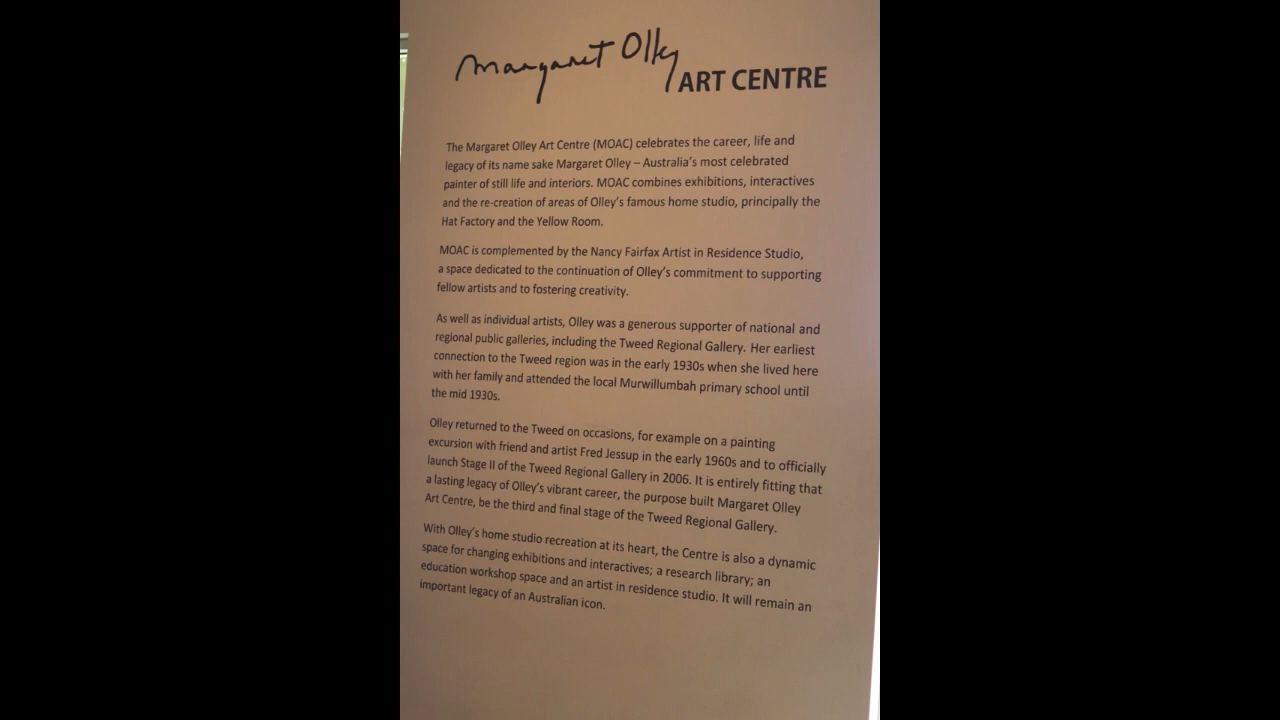 Margaret Olley ART CENTRE
The Margaret Olley Art Centre (MOAC) celebrates the career, life and
legacy of its name sake Margaret Olley – Australia's most celebrated
painter of still life and interiors. MOAC combines exhibitions, interactives
and the re-creation of areas of Olley's famous home studio, principally the
Hat Factory and the Yellow Room.
MOAC is complemented by the Nancy Fairfax Artist in Residence Studio,
a space dedicated to the continuation of Olley's commitment to supporting
fellow artists and to fostering creativity.
As well as individual artists, Olley was a generous supporter of national and
regional public galleries, including the Tweed Regional Gallery. Her earliest
connection to the Tweed region was in the early 1930s when she lived here
with her family and attended the local Murwillumbah primary school until
the mid 1930s.
Olley returned to the Tweed on occasions, for example on a painting
excursion with friend and artist Fred Jessup in the early 1960s and to officially
launch Stage II of the Tweed Regional Gallery in 2006. It is entirely fitting that
a lasting legacy of Olley's vibrant career, the purpose built Margaret Olley
Art Centre, be the third and final stage of the Tweed Regional Gallery.
With Olley's home studio recreation at its heart, the Centre is also a dynamic
space for changing exhibitions and interactives; a research library; an
education workshop space and an artist in residence studio. It will remain an
important legacy of an Australian icon.